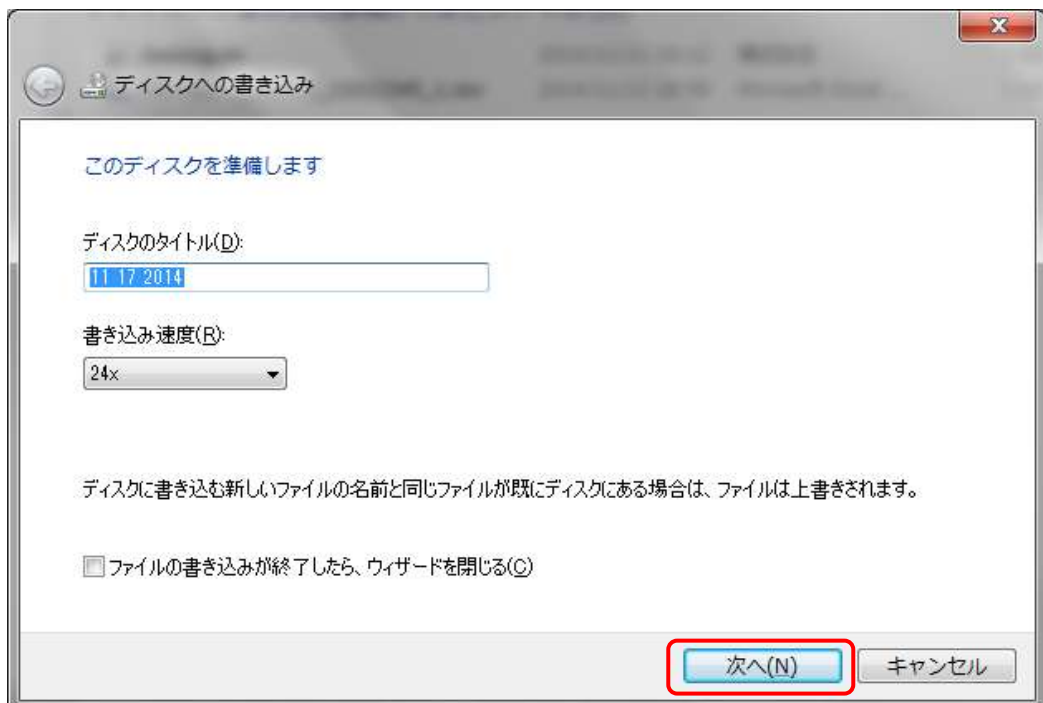 ディスクへの書き込み
このディスクを準備します
ディスクのタイトル(D):
11 17 2014
書き込み速度(R):
24x
ディスクに書き込む新しいファイルの名前と同じファイルが既にディスクにある場合は、ファイルは上書きされます。
ファイルの書き込みが終了したら、ウィザードを閉じる(C)
次へ(N)
キャンセル